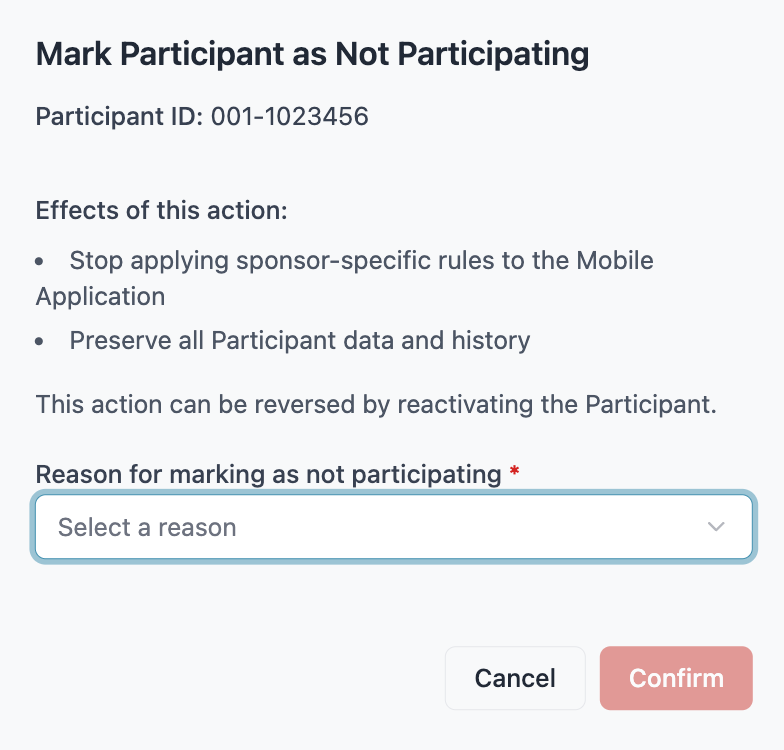 Mark Participant as Not Participating
Participant ID: 001-1023456
Effects of this action:
• Stop applying sponsor-specific rules to the Mobile
Application
• Preserve all Participant data and history
This action can be reversed by reactivating the Participant.
Reason for marking as not participating *
Select a reason
Cancel
Confirm